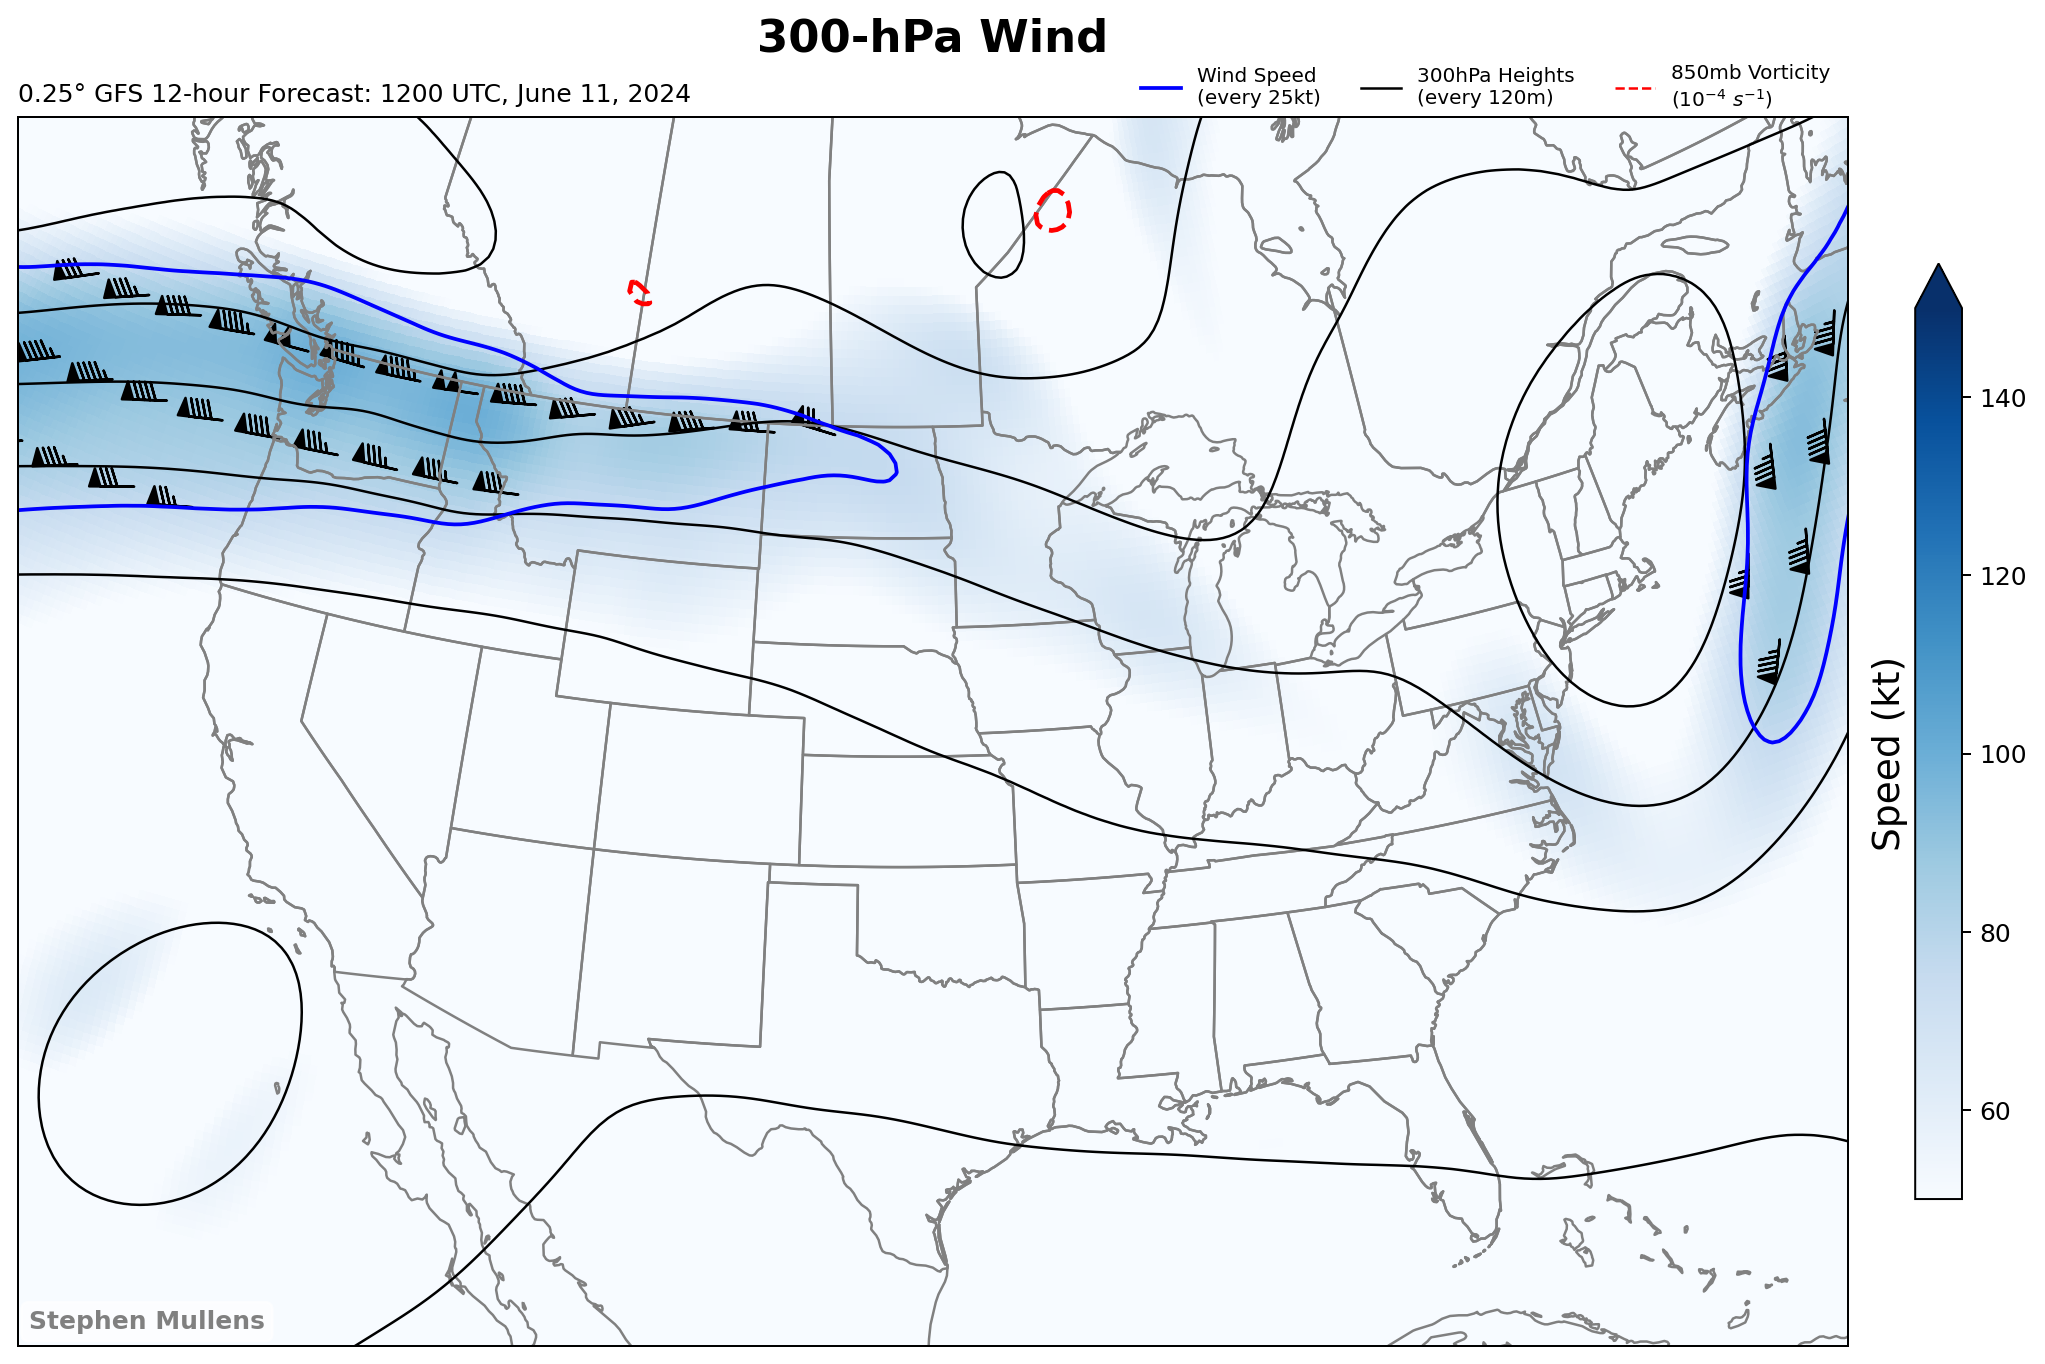 300-hPa Wind
0.25° GFS 12-hour Forecast: 1200 UTC, June 11, 2024
Wind Speed
(every 25kt)
300hPa Heights
(every 120m)
850mb Vorticity
(10⁻⁴ s⁻¹)
140
120
100
80
60
Speed (kt)
Stephen Mullens